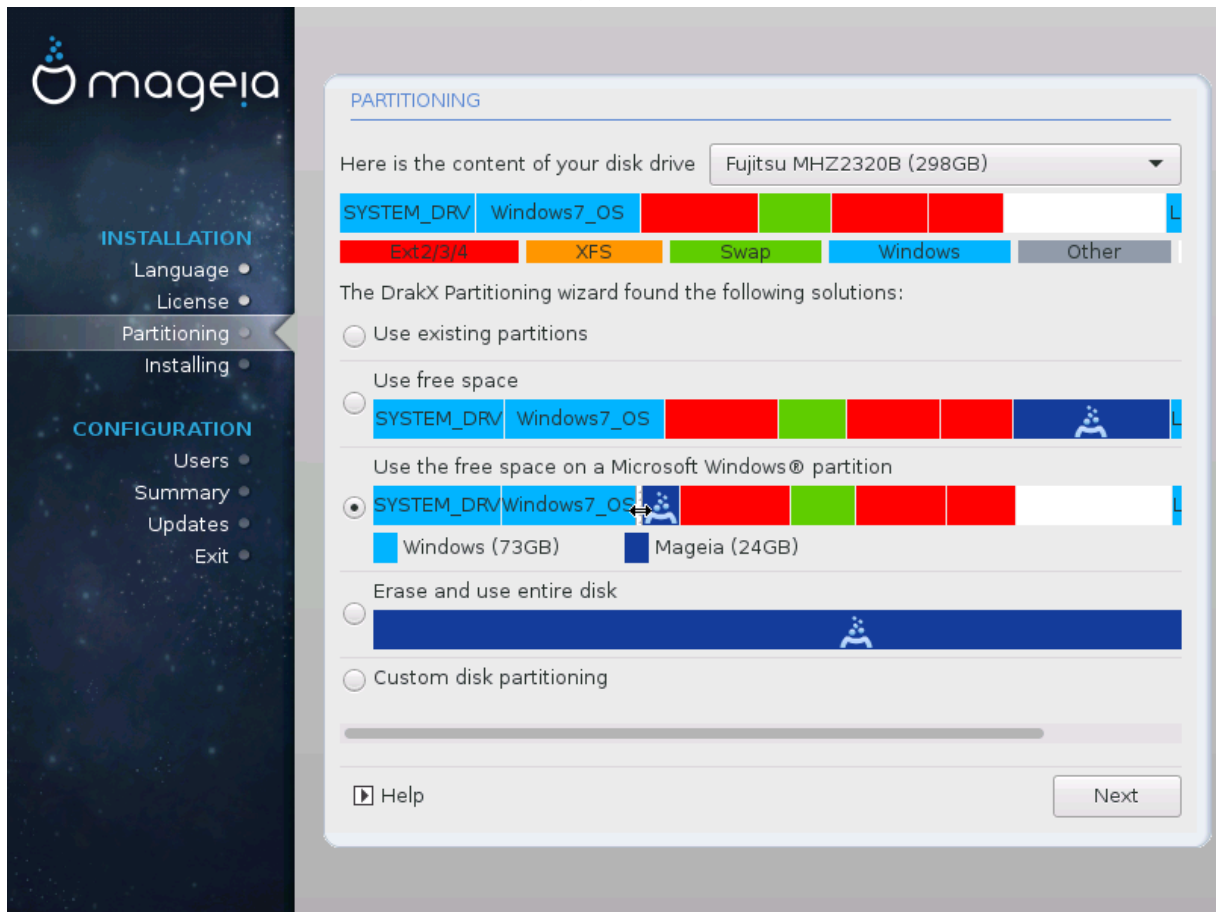 mageia
INSTALLATION
Language
License
Partitioning
Installing
CONFIGURATION
Users
Summary
Updates
Exit
PARTITIONING
Here is the content of your disk drive Fujitsu MHZ2320B (298GB)
SYSTEM_DRV Windows7_OS L
Ext2/3/4 XFS Swap Windows Other
The DrakX Partitioning wizard found the following solutions:
Use existing partitions
Use free space
SYSTEM_DRV Windows7_OS L
Use the free space on a Microsoft Windows® partition
SYSTEM_DRV Windows7_OS L
Windows (73GB) Mageia (24GB)
Erase and use entire disk
Custom disk partitioning
Help Next